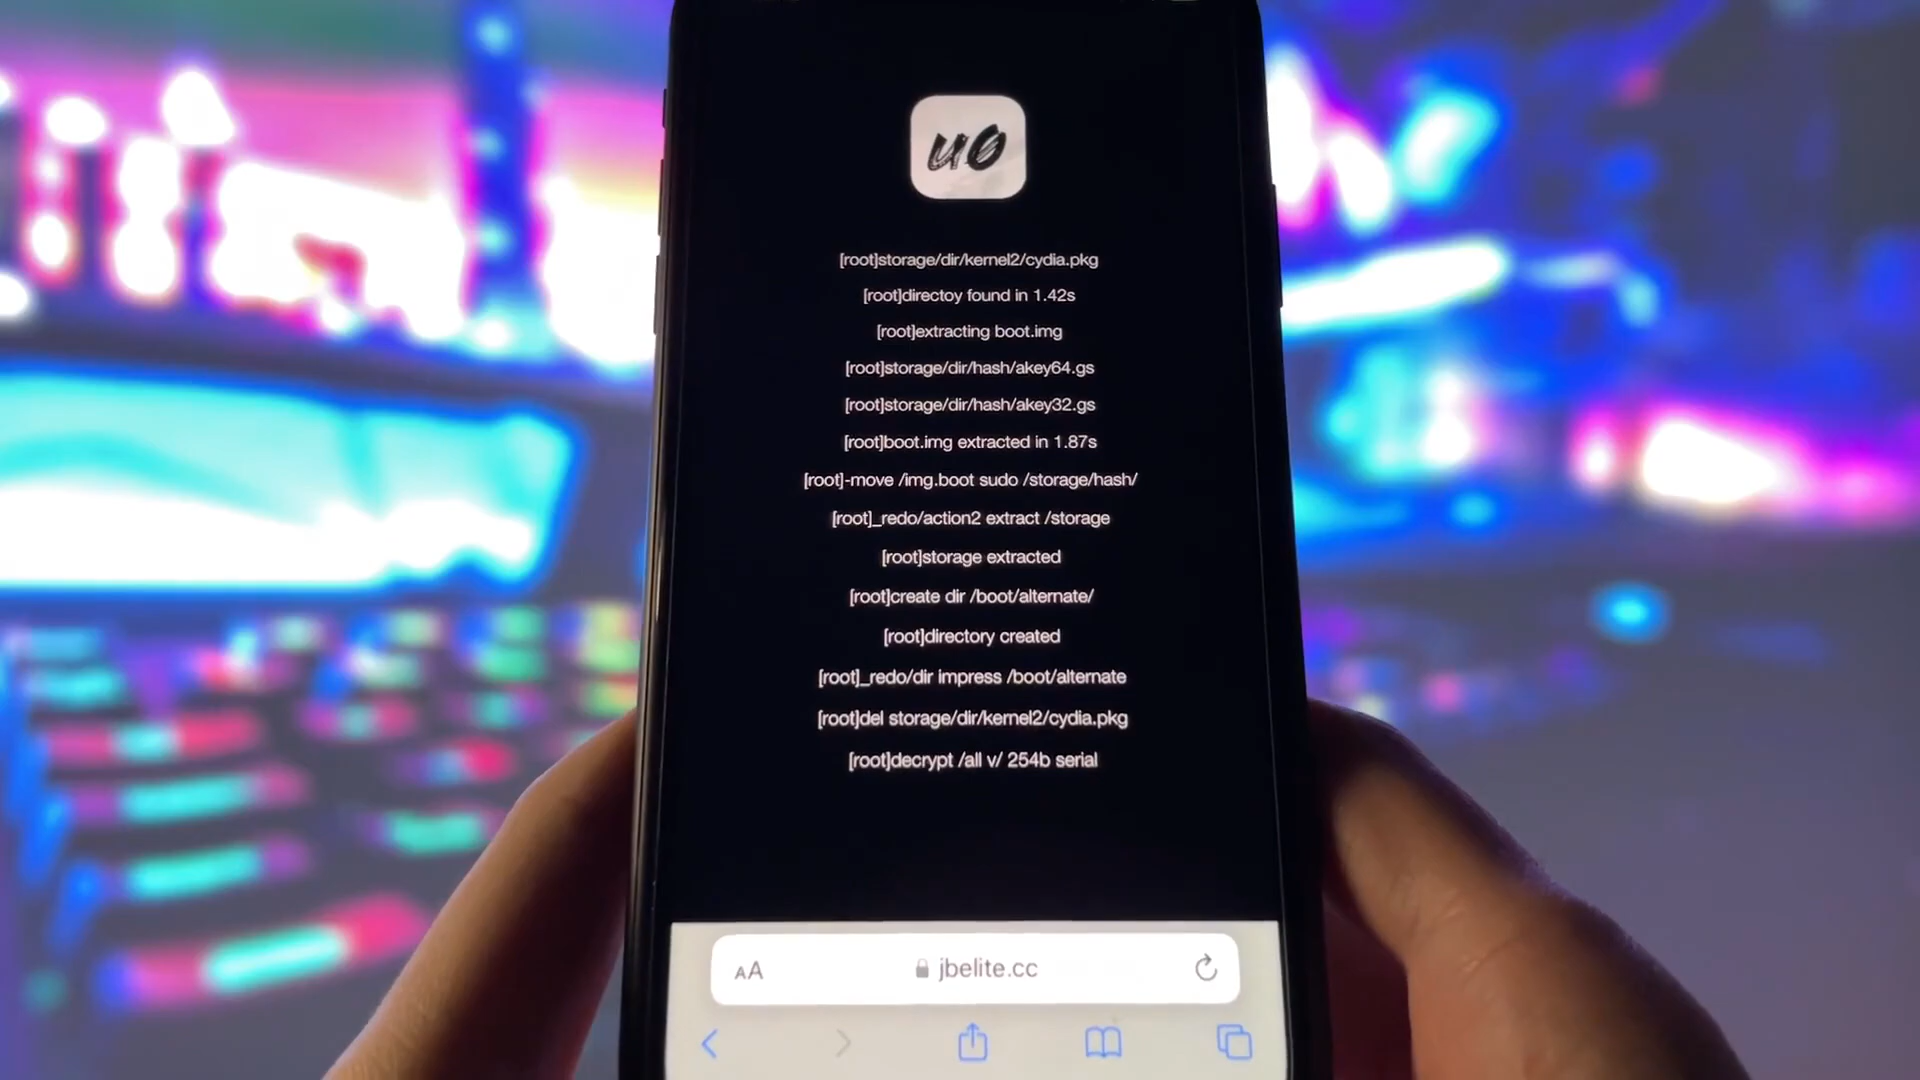 u0
[root]storage/dir/kernel2/cydia.pkg
[root]directoy found in 1.42s
[root]extracting boot.img
[root]storage/dir/hash/akey64.gs
[root]storage/dir/hash/akey32.gs
[root]boot.img extracted in 1.87s
[root]-move /img.boot sudo /storage/hash/
[root]_redo/action2 extract /storage
[root]storage extracted
[root]create dir /boot/alternate/
[root]directory created
[root]_redo/dir impress /boot/alternate
[root]del storage/dir/kernel2/cydia.pkg
[root]decrypt /all v/ 254b serial
AA jbelite.cc